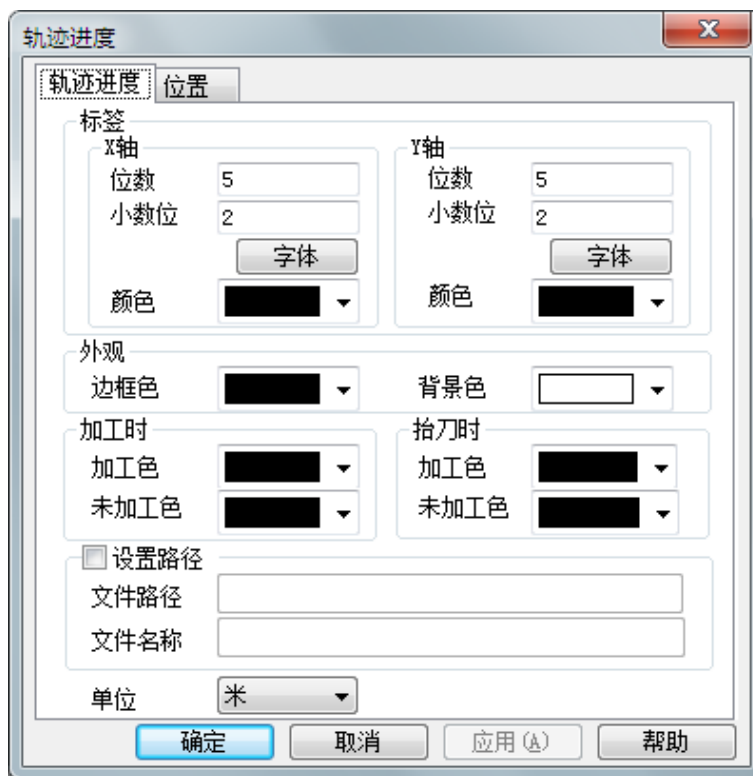 轨迹进度
轨迹进度 位置
标签
X轴 Y轴
位数 5 位数 5
小数位 2 小数位 2
字体 字体
颜色 颜色
外观
边框色 背景色
加工时 抬刀时
加工色 加工色
未加工色 未加工色
设置路径
文件路径
文件名称
单位 米
确定 取消 应用(A) 帮助